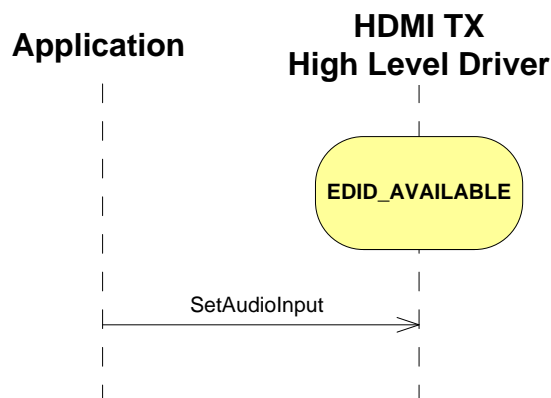 Application
HDMI TX
High Level Driver
EDID_AVAILABLE
SetAudioInput